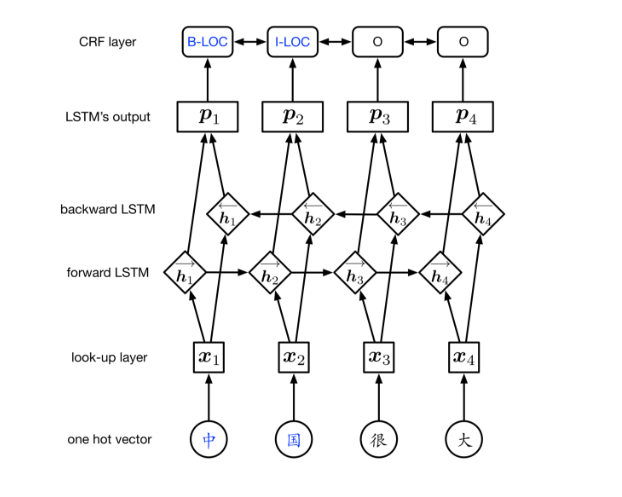 CRF layer B-LOC I-LOC O O
LSTM's output p1 p2 p3 p4
backward LSTM h1 h2 h3 h4
forward LSTM h1 h2 h3 h4
look-up layer x1 x2 x3 x4
one hot vector 中 国 很 大